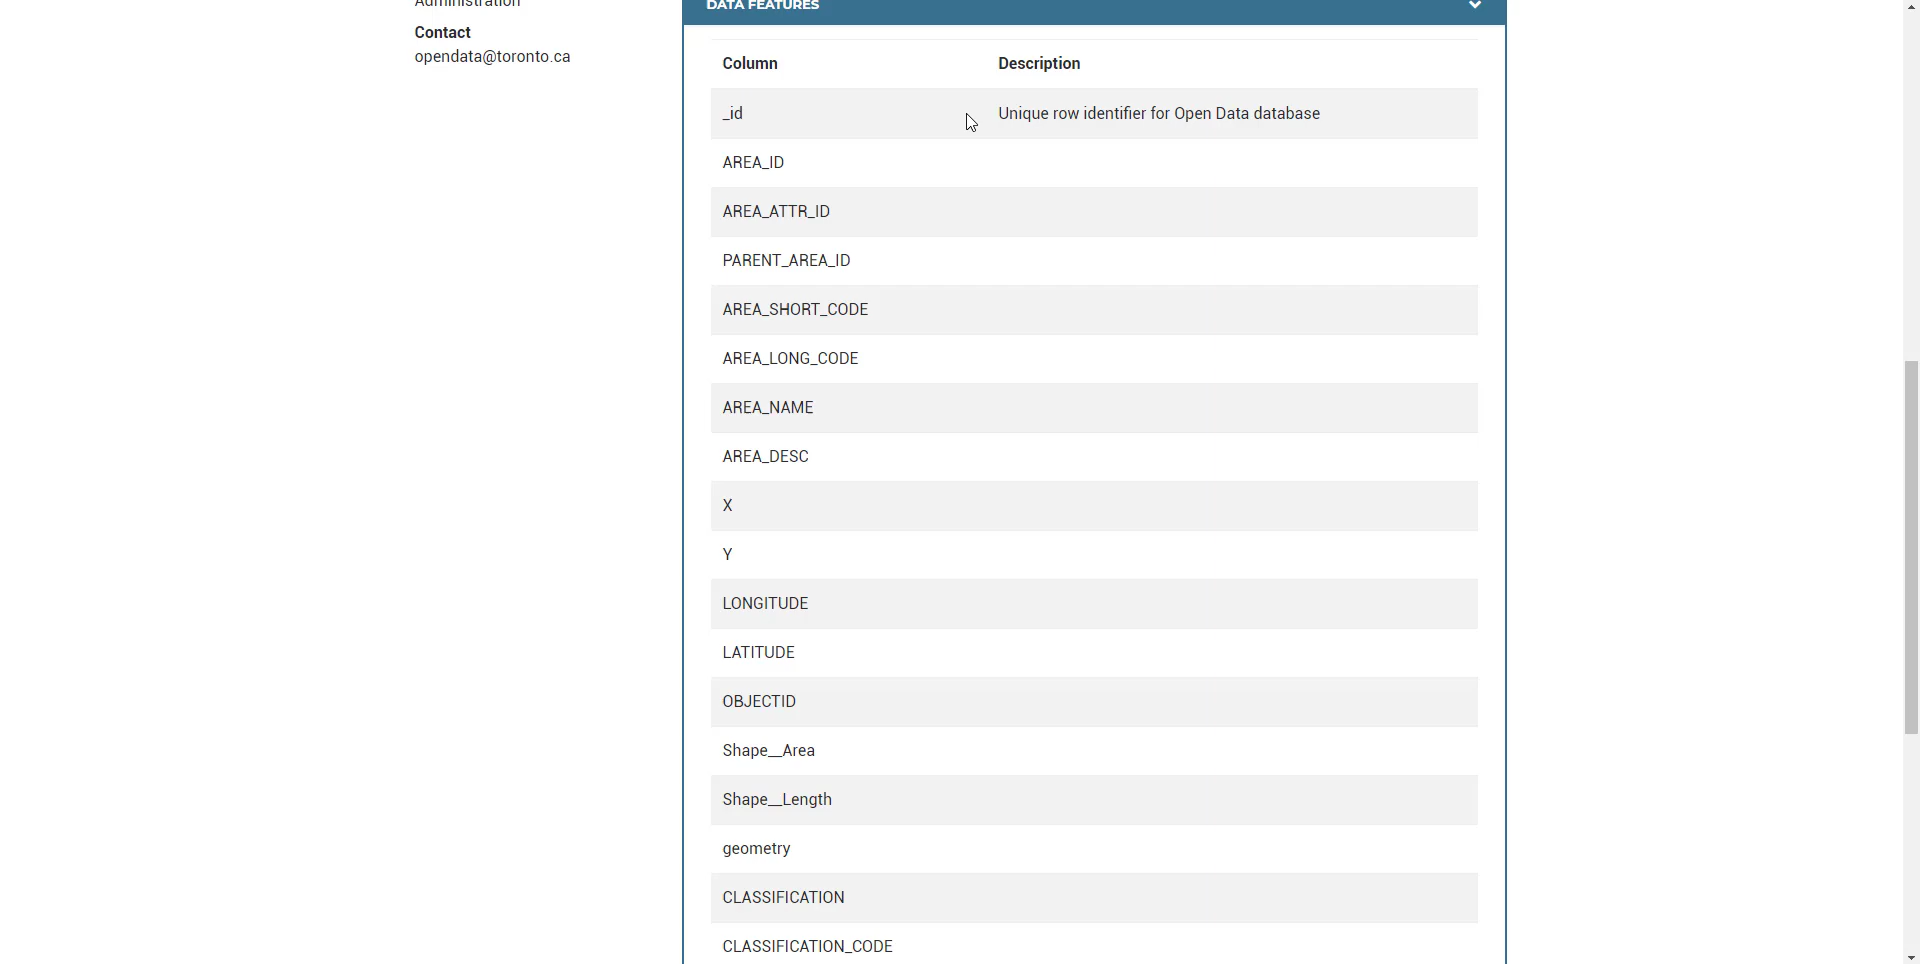 Administration
Contact
opendata@toronto.ca
DATA FEATURES
Column Description
_id Unique row identifier for Open Data database
AREA_ID
AREA_ATTR_ID
PARENT_AREA_ID
AREA_SHORT_CODE
AREA_LONG_CODE
AREA_NAME
AREA_DESC
X
Y
LONGITUDE
LATITUDE
OBJECTID
Shape__Area
Shape__Length
geometry
CLASSIFICATION
CLASSIFICATION_CODE